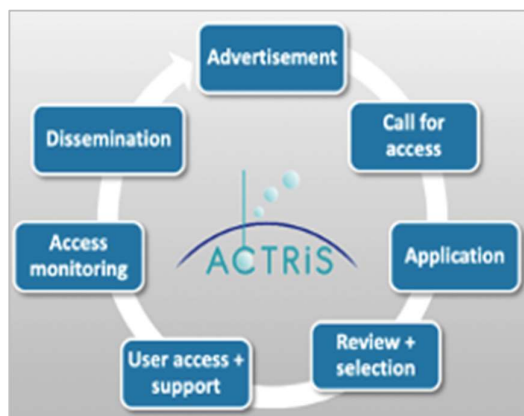 Advertisement
Call for
access
Application
Review +
selection
User access +
support
Access
monitoring
Dissemination
ACTRiS